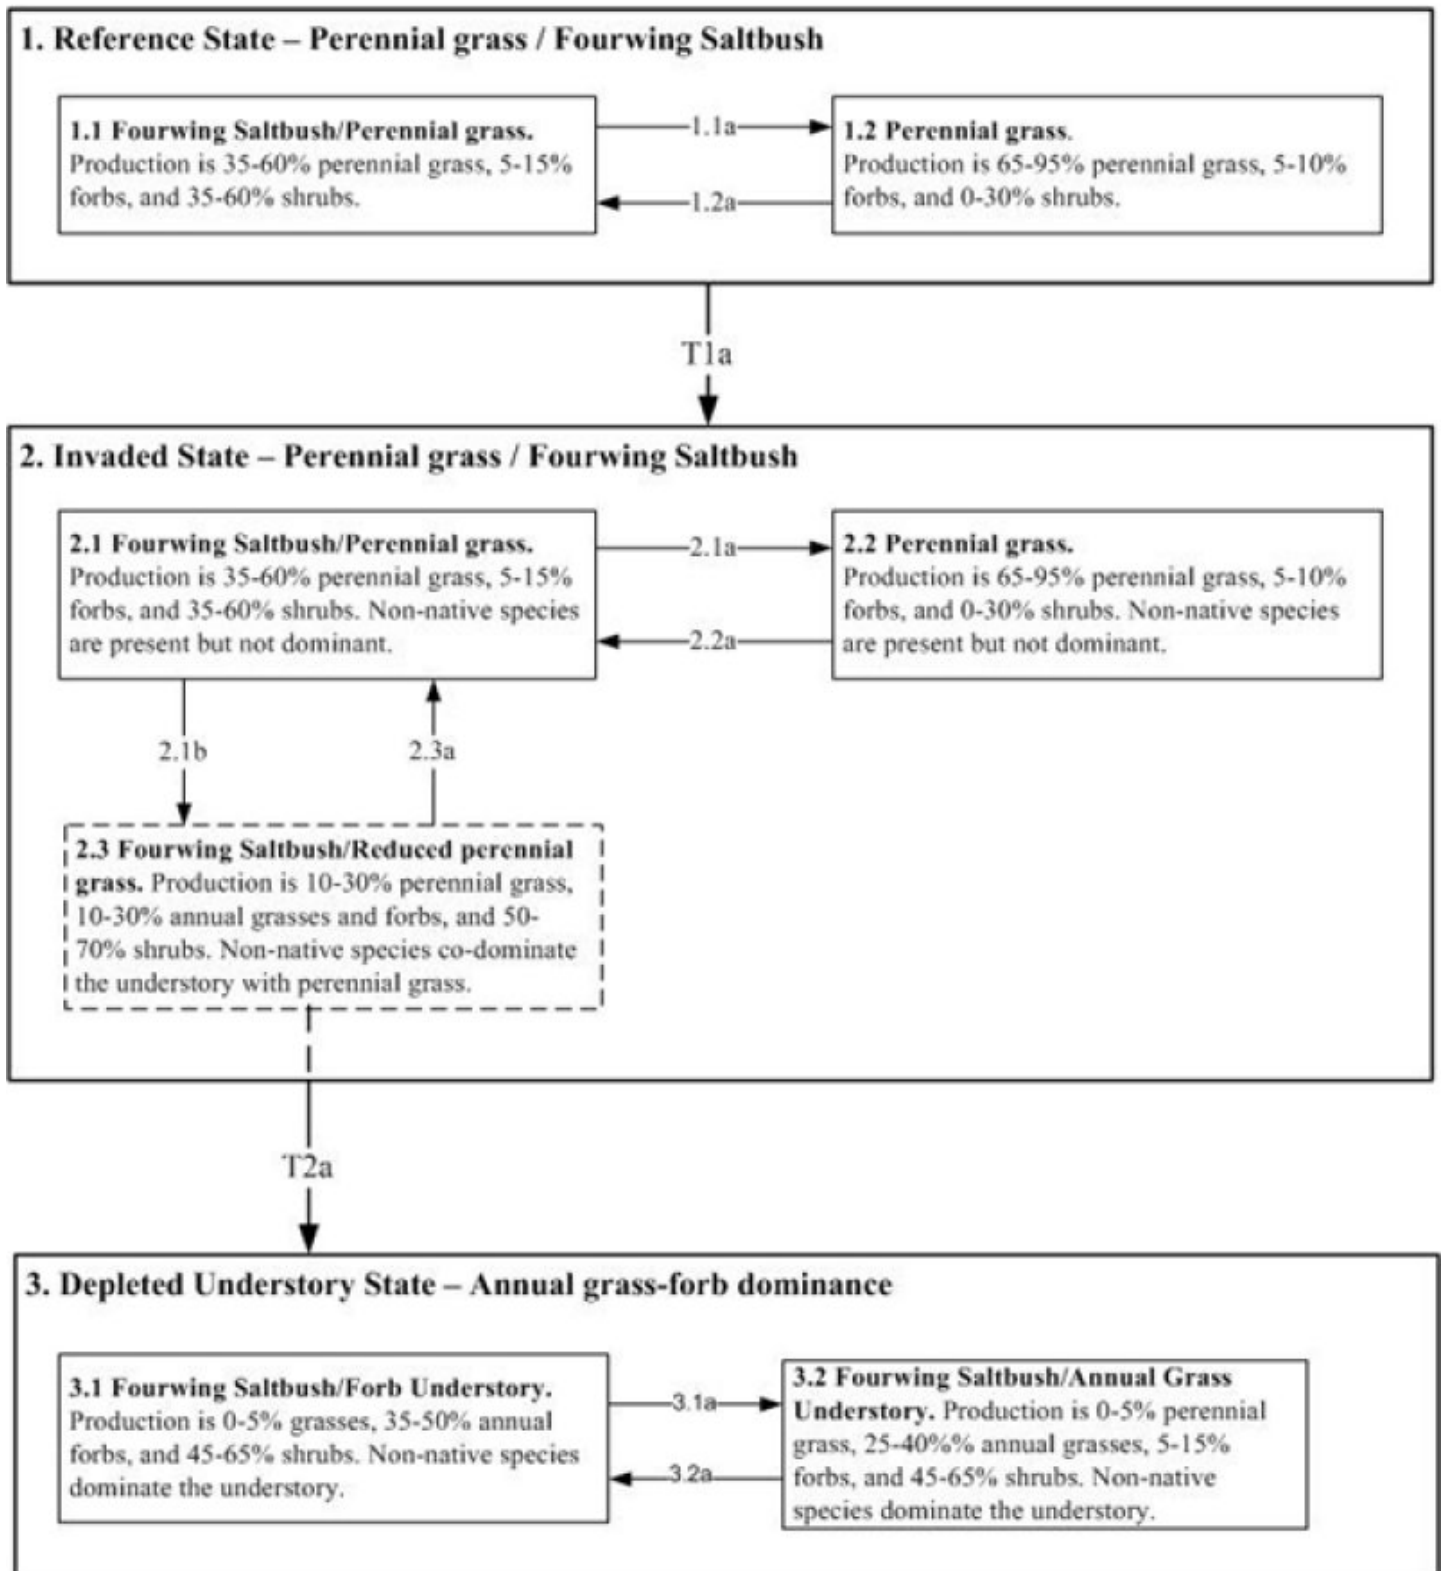 1. Reference State – Perennial grass / Fourwing Saltbush
1.1 Fourwing Saltbush/Perennial grass.
Production is 35-60% perennial grass, 5-15%
forbs, and 35-60% shrubs.
1.1a
1.2a
1.2 Perennial grass.
Production is 65-95% perennial grass, 5-10%
forbs, and 0-30% shrubs.
T1a
2. Invaded State – Perennial grass / Fourwing Saltbush
2.1 Fourwing Saltbush/Perennial grass.
Production is 35-60% perennial grass, 5-15%
forbs, and 35-60% shrubs. Non-native species
are present but not dominant.
2.1a
2.2a
2.2 Perennial grass.
Production is 65-95% perennial grass, 5-10%
forbs, and 0-30% shrubs. Non-native species
are present but not dominant.
2.1b
2.3a
2.3 Fourwing Saltbush/Reduced perennial
grass. Production is 10-30% perennial grass,
10-30% annual grasses and forbs, and 50-
70% shrubs. Non-native species co-dominate
the understory with perennial grass.
T2a
3. Depleted Understory State – Annual grass-forb dominance
3.1 Fourwing Saltbush/Forb Understory.
Production is 0-5% grasses, 35-50% annual
forbs, and 45-65% shrubs. Non-native species
dominate the understory.
3.1a
3.2a
3.2 Fourwing Saltbush/Annual Grass
Understory. Production is 0-5% perennial
grass, 25-40%% annual grasses, 5-15%
forbs, and 45-65% shrubs. Non-native
species dominate the understory.